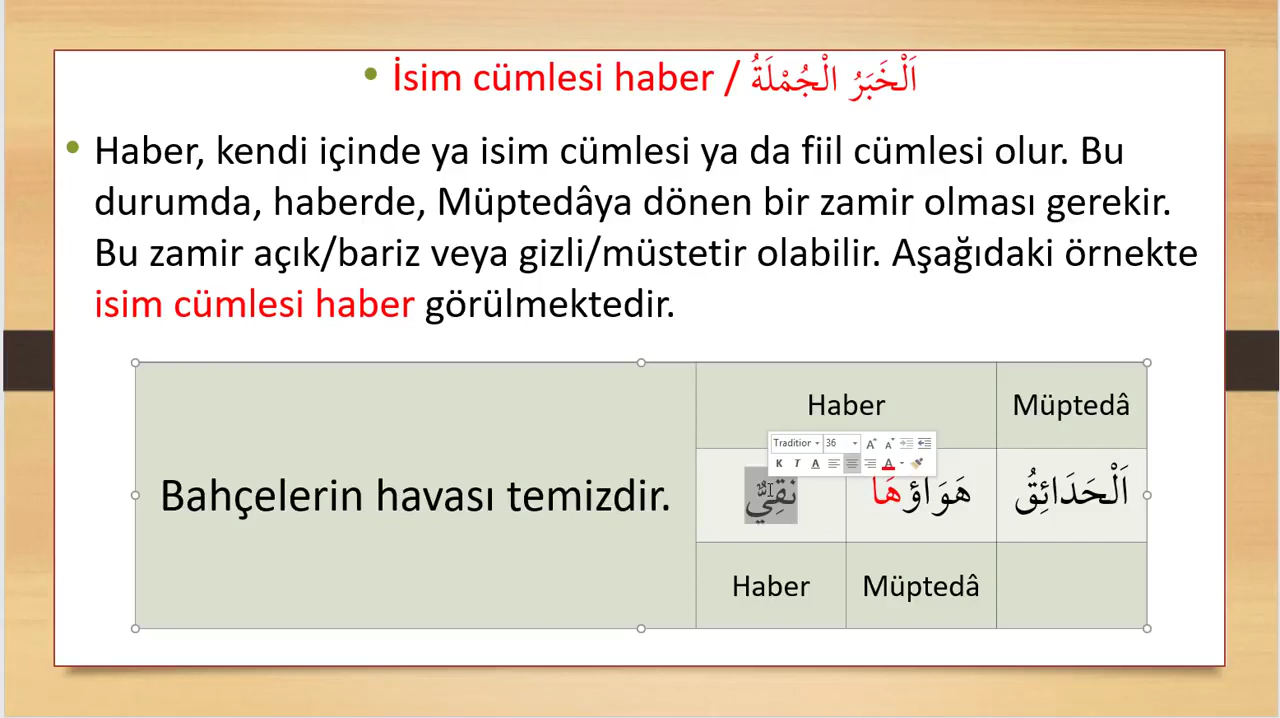 İsim cümlesi haber / اَلْخَبَرُ الْجُمْلَةُ
Haber, kendi içinde ya isim cümlesi ya da fiil cümlesi olur. Bu
durumda, haberde, Müptedâya dönen bir zamir olması gerekir.
Bu zamir açık/bariz veya gizli/müstetir olabilir. Aşağıdaki örnekte
isim cümlesi haber görülmektedir.
Haber
Müptedâ
Traditior 36
K T A
Bahçelerin havası temizdir.
اَلْحَدَائِقُ
هَوَاؤُهَا
نَقِيٌّ
Haber
Müptedâ